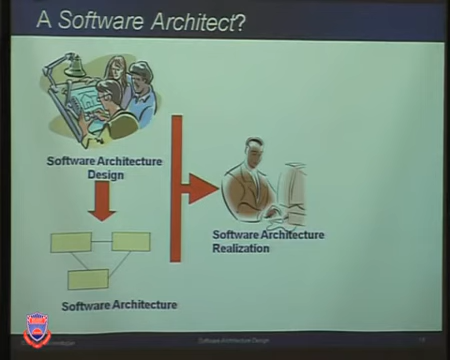 A Software Architect?
Software Architecture
Design
Software Architecture
Realization
Software Architecture
Software Architecture Design